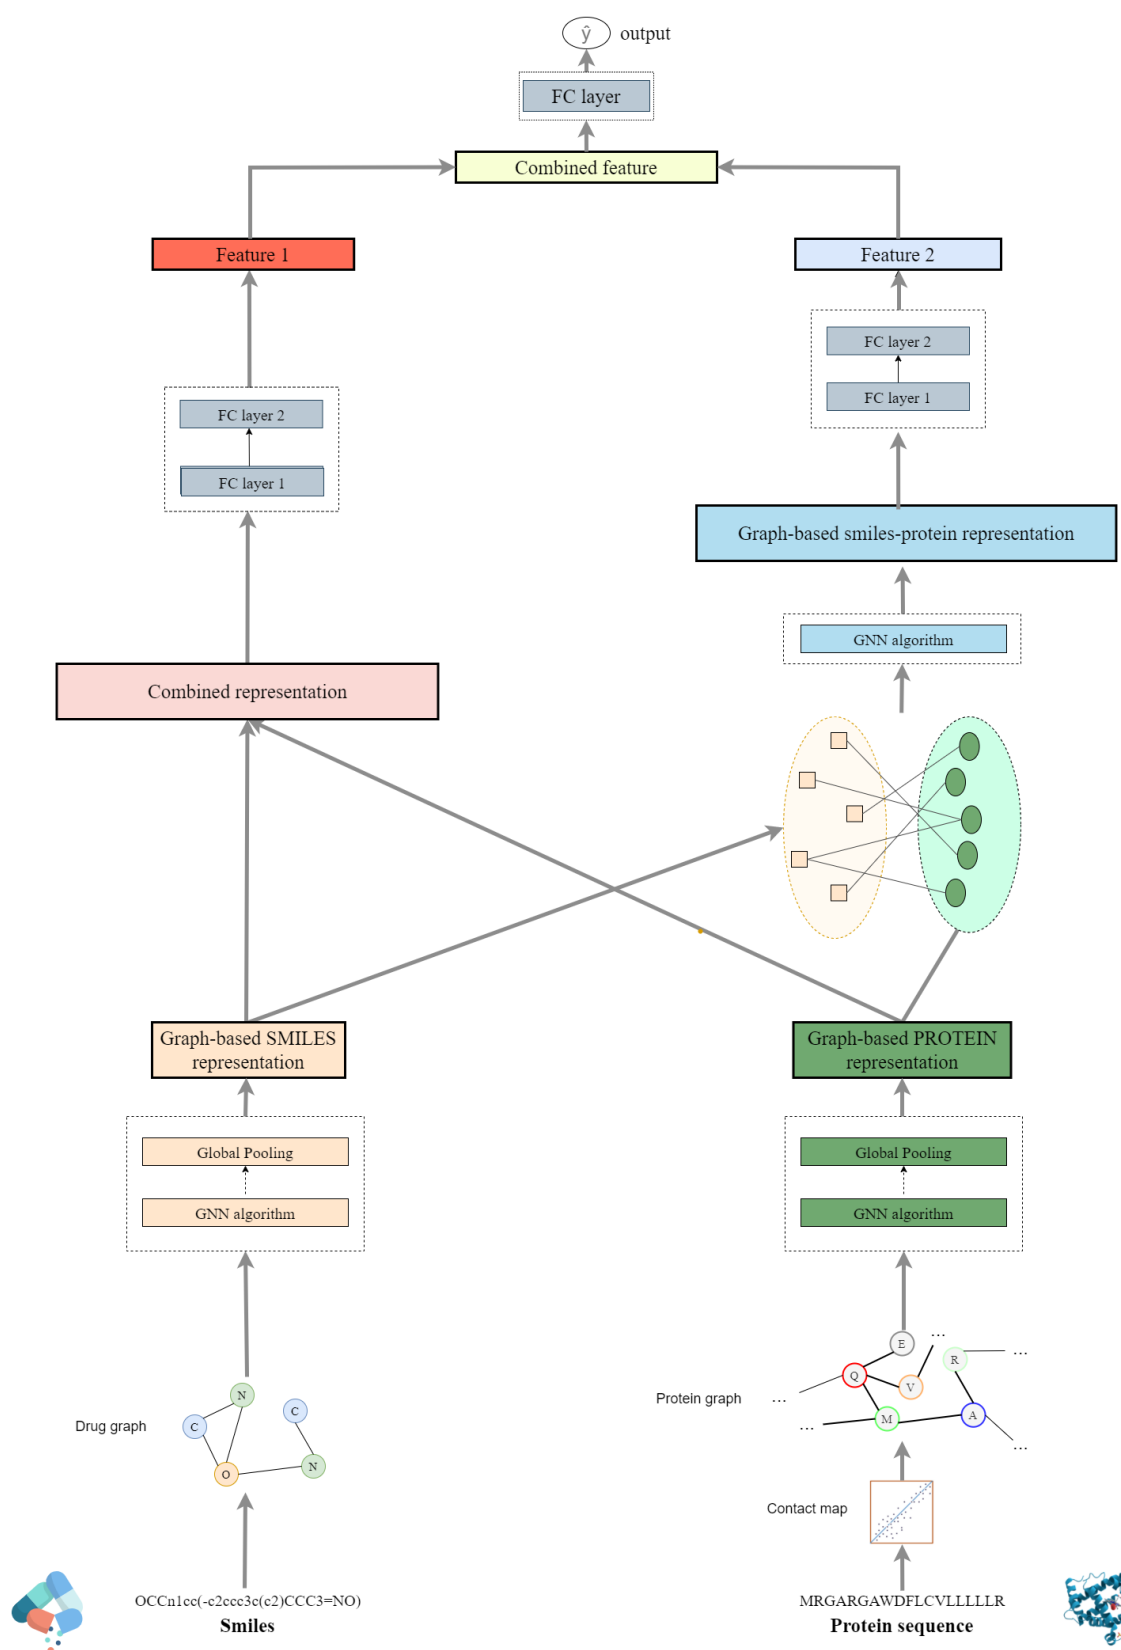 ŷ output
FC layer
Combined feature
Feature 1
Feature 2
FC layer 2
FC layer 1
FC layer 2
FC layer 1
Graph-based smiles-protein representation
GNN algorithm
Combined representation
Graph-based SMILES
representation
Graph-based PROTEIN
representation
Global Pooling
GNN algorithm
Global Pooling
GNN algorithm
Drug graph
N
C
C
O
N
Protein graph
E
...
R
...
Q
V
...
M
A
...
...
Contact map
OCCn1cc(-c2ccc3c(c2)CCC3=NO)
Smiles
MRGARGAWDFLCVLLLLLR
Protein sequence